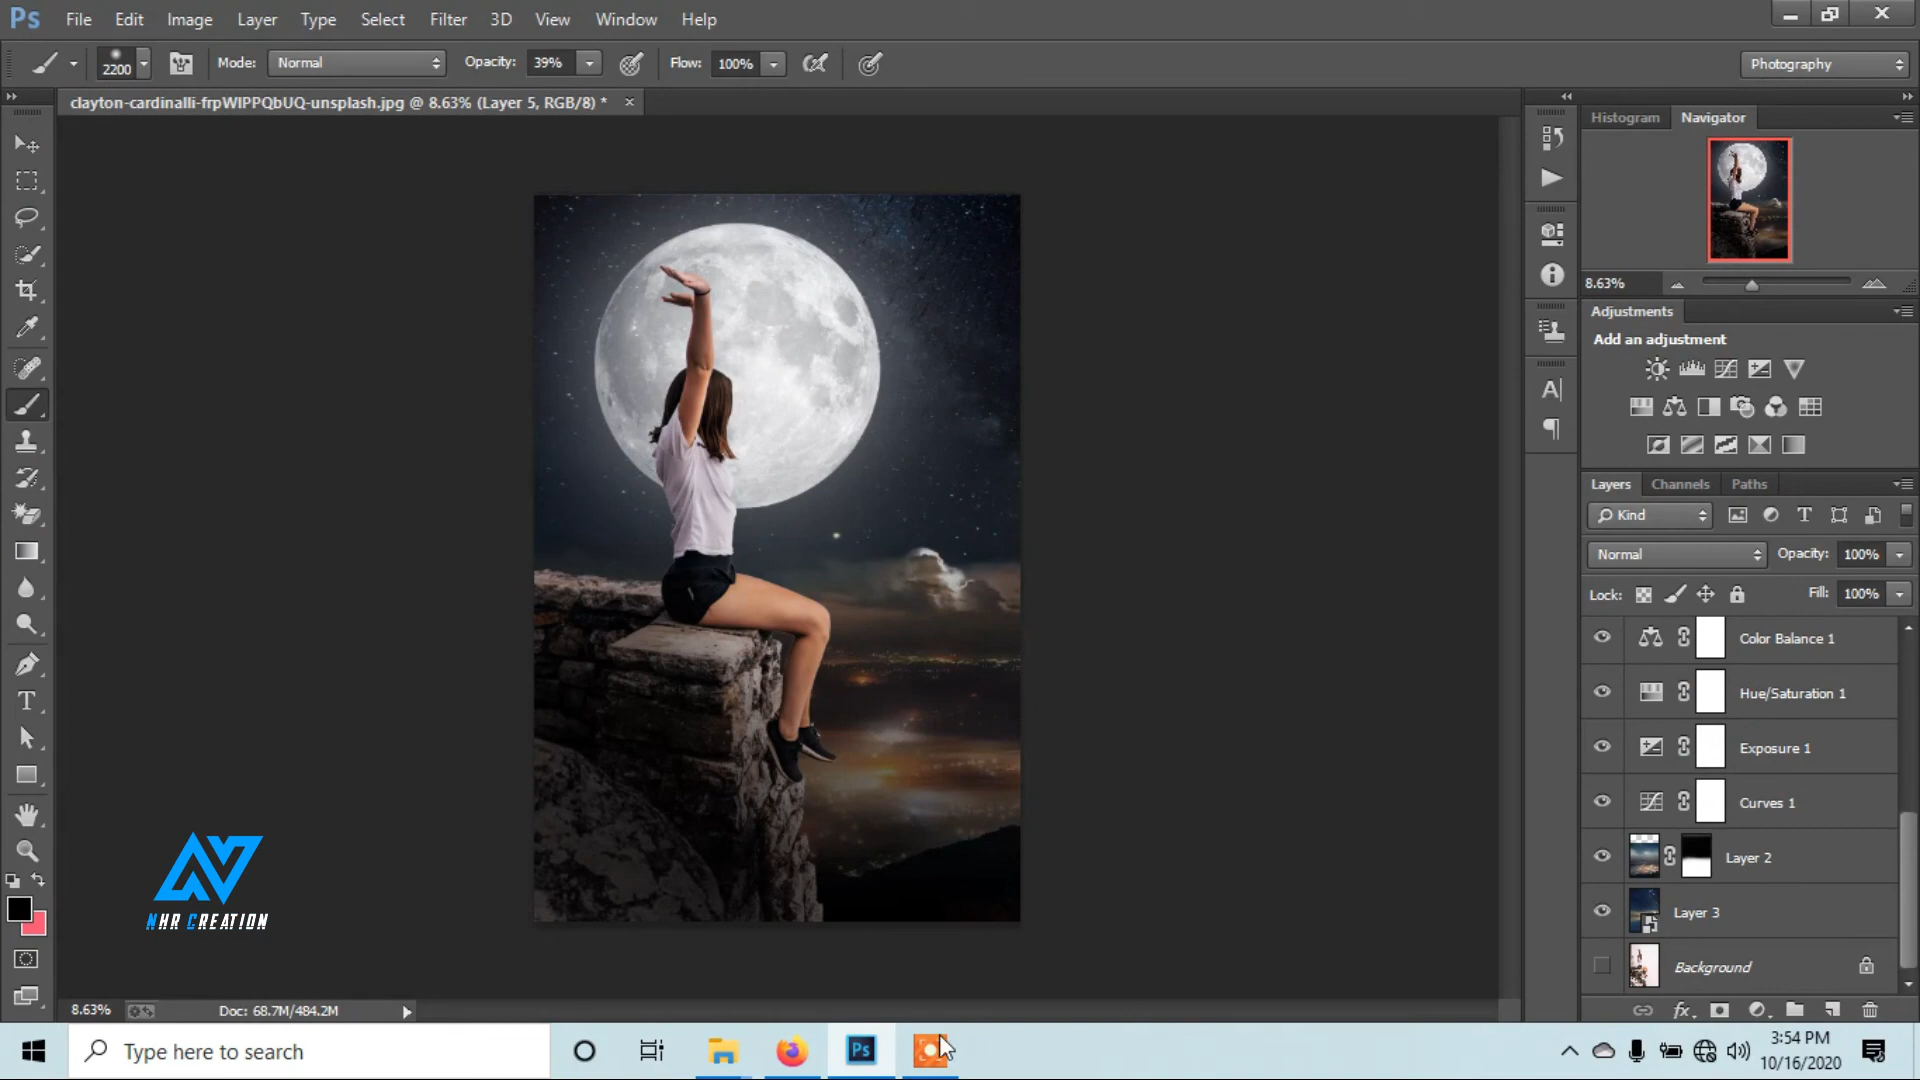 Ps File Edit Image Layer Type Select Filter 3D View Window Help
2200 Mode: Normal Opacity: 39% Flow: 100% Photography
clayton-cardinalli-frpWIPPQbUQ-unsplash.jpg @ 8.63% (Layer 5, RGB/8) * ×
Histogram Navigator
8.63%
Adjustments
Add an adjustment
Layers Channels Paths
Kind
Normal Opacity: 100%
Lock: Fill: 100%
Color Balance 1
Hue/Saturation 1
Exposure 1
Curves 1
Layer 2
Layer 3
Background
NHR CREATION
8.63% Doc: 68.7M/484.2M
Type here to search
Ps
3:54 PM
10/16/2020